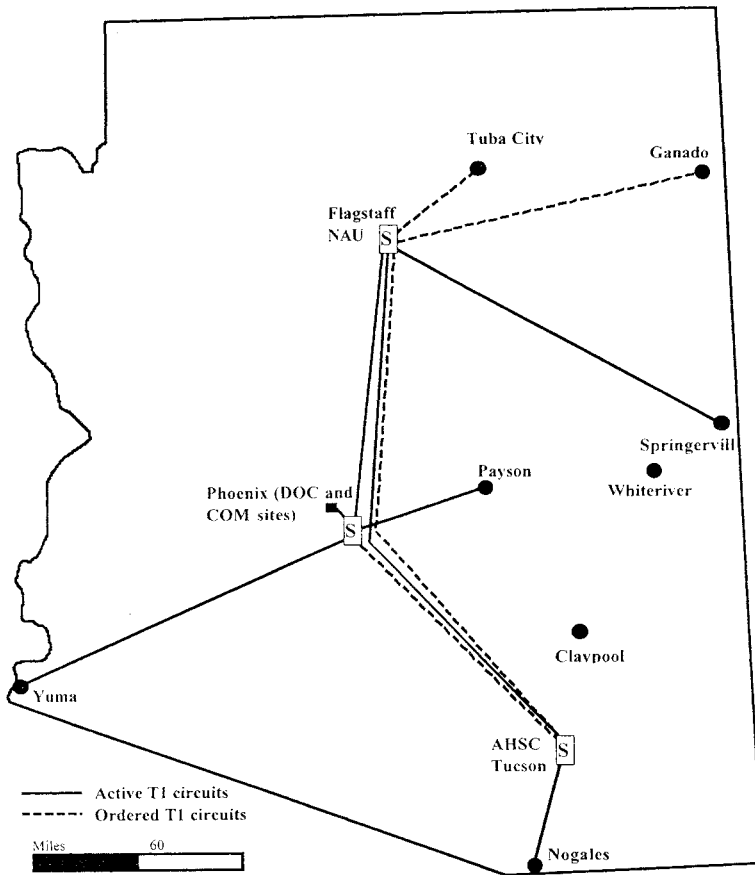 Tuba City
Ganado
Flagstaff
NAU
S
Springervill
Payson
Whiteriver
Phoenix (DOC and
COM sites)
S
Claypool
Yuma
AHSC
Tucson
S
Active T1 circuits
Ordered T1 circuits
Miles 60
Nogales